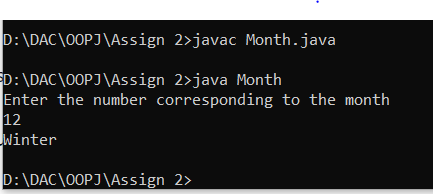 D:\DAC\OOPJ\Assign 2>javac Month.java
D:\DAC\OOPJ\Assign 2>java Month
Enter the number corresponding to the month
12
Winter
D:\DAC\OOPJ\Assign 2>